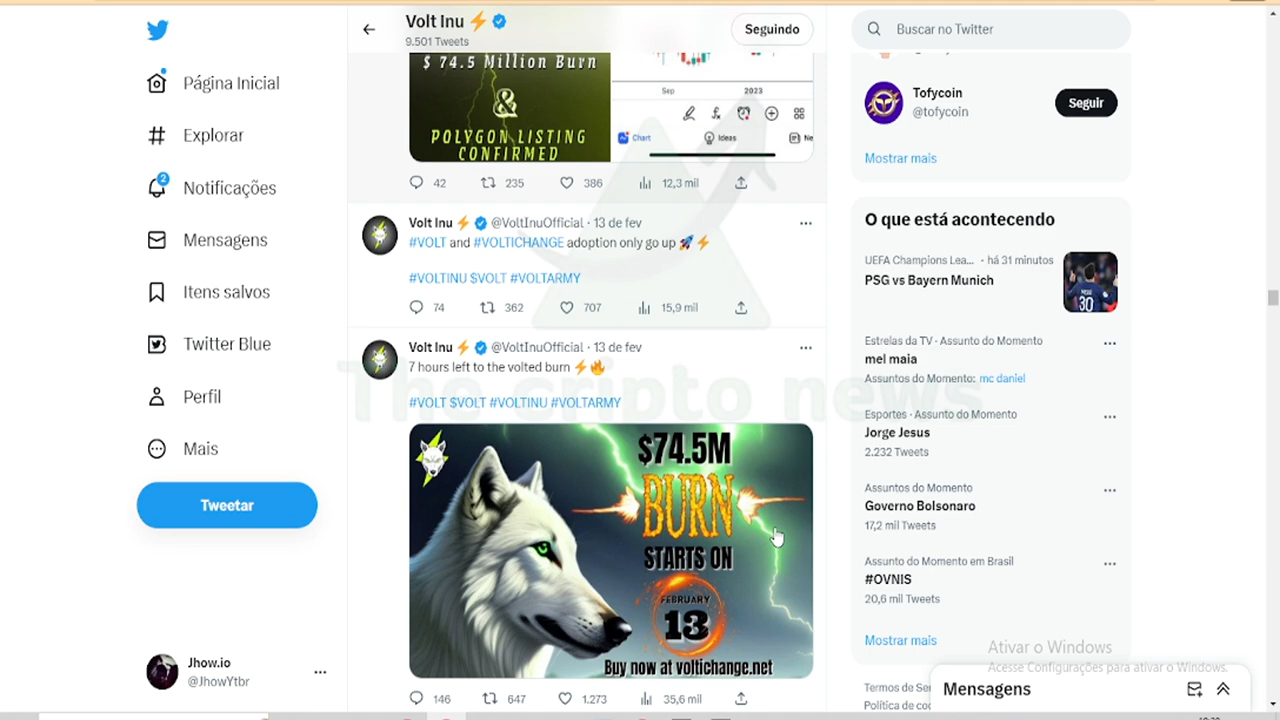 Volt Inu⚡
9.501 Tweets
Seguindo
Buscar no Twitter
Página Inicial
Explorar
2
Notificações
Mensagens
Itens salvos
Twitter Blue
Perfil
Mais
Tweetar
Jhow.io
@JhowYtbr
$ 74.5 Million Burn
&
POLYGON LISTING
CONFIRMED
Sep 2023
Chart Ideas Ne
42 235 386 12,3 mil
Volt Inu⚡ @VoltInuOfficial · 13 de fev
#VOLT and #VOLTICHANGE adoption only go up 🚀⚡
#VOLTINU $VOLT #VOLTARMY
74 362 707 15,9 mil
Volt Inu⚡ @VoltInuOfficial · 13 de fev
7 hours left to the volted burn ⚡🔥
#VOLT $VOLT #VOLTINU #VOLTARMY
$74.5M
BURN
STARTS ON
FEBRUARY
13
Buy now at voltichange.net
146 647 1.273 35,6 mil
The cripto news
Tofycoin
@tofycoin
Seguir
Mostrar mais
O que está acontecendo
UEFA Champions Lea... · há 31 minutos
PSG vs Bayern Munich
30
Estrelas da TV · Assunto do Momento
mel maia
Assuntos do Momento: mc daniel
Esportes · Assunto do Momento
Jorge Jesus
2.232 Tweets
Assuntos do Momento
Governo Bolsonaro
17,2 mil Tweets
Assunto do Momento em Brasil
#OVNIS
20,6 mil Tweets
Mostrar mais
Ativar o Windows
Acesse Configurações para ativar o Windows.
Mensagens
Termos de Ser
Política de coo